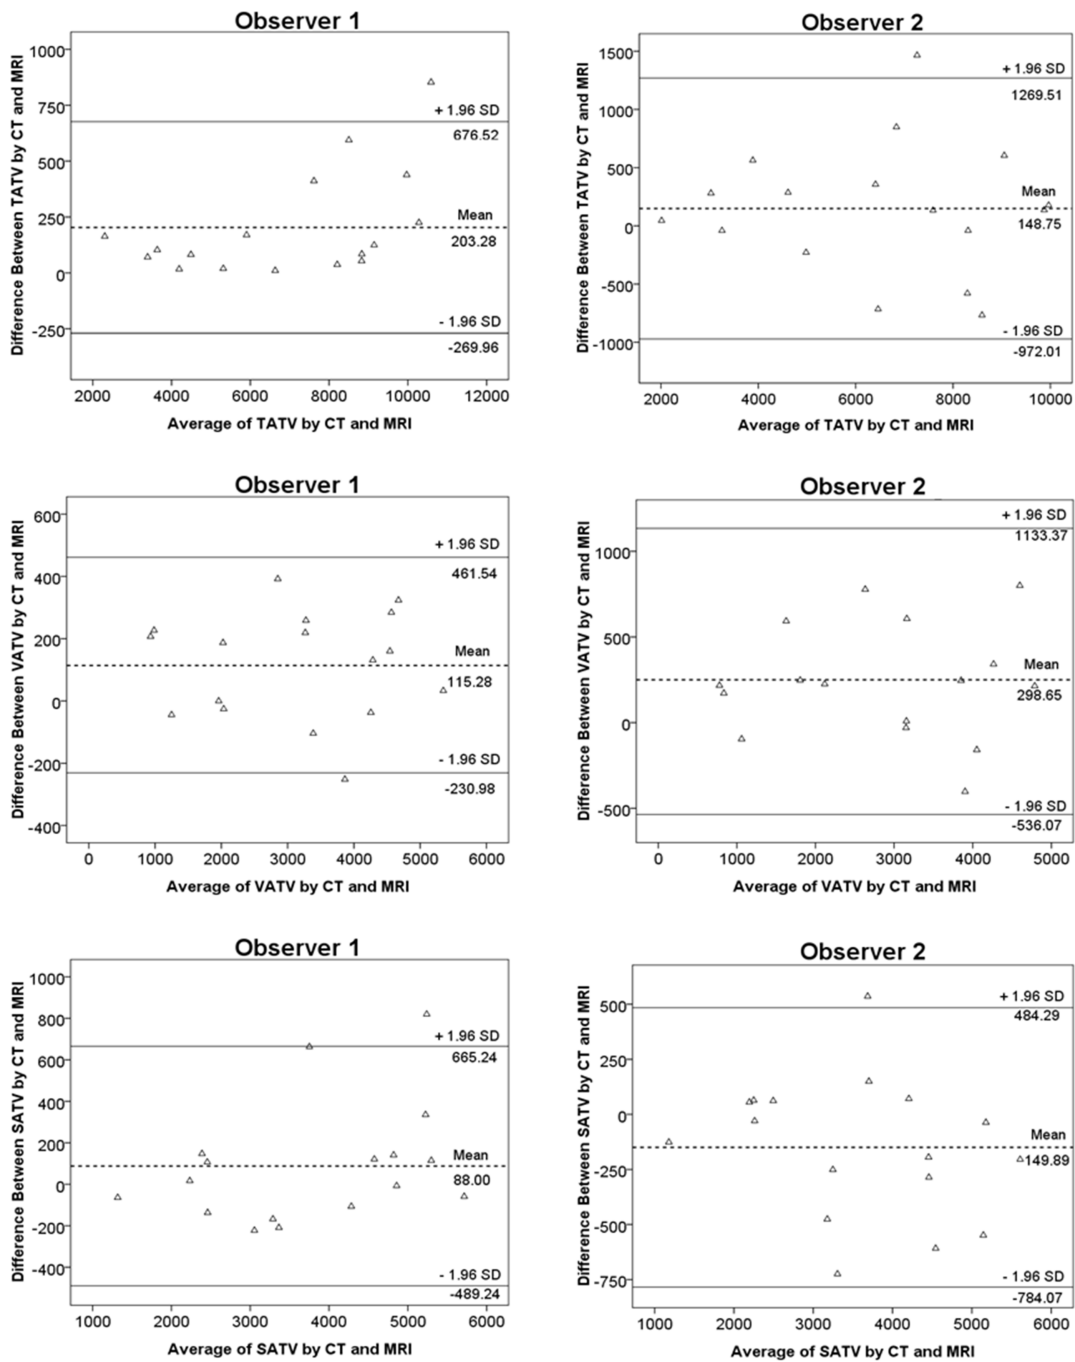 Observer 1
Difference Between TATV by CT and MRI
1000
750
500
250
0
-250
+ 1.96 SD
676.52
Mean
203.28
- 1.96 SD
-269.96
2000 4000 6000 8000 10000 12000
Average of TATV by CT and MRI
Observer 2
Difference Between TATV by CT and MRI
1500
1000
500
0
-500
-1000
+ 1.96 SD
1269.51
Mean
148.75
- 1.96 SD
-972.01
2000 4000 6000 8000 10000
Average of TATV by CT and MRI
Observer 1
Difference Between VATV by CT and MRI
600
400
200
0
-200
-400
+ 1.96 SD
461.54
Mean
115.28
- 1.96 SD
-230.98
0 1000 2000 3000 4000 5000 6000
Average of VATV by CT and MRI
Observer 2
Difference Between VATV by CT and MRI
1000
500
0
-500
+ 1.96 SD
1133.37
Mean
298.65
- 1.96 SD
-536.07
0 1000 2000 3000 4000 5000
Average of VATV by CT and MRI
Observer 1
Difference Between SATV by CT and MRI
1000
800
600
400
200
0
-200
-400
+ 1.96 SD
665.24
Mean
88.00
- 1.96 SD
-489.24
1000 2000 3000 4000 5000 6000
Average of SATV by CT and MRI
Observer 2
Difference Between SATV by CT and MRI
500
250
0
-250
-500
-750
+ 1.96 SD
484.29
Mean
-149.89
- 1.96 SD
-784.07
1000 2000 3000 4000 5000 6000
Average of SATV by CT and MRI